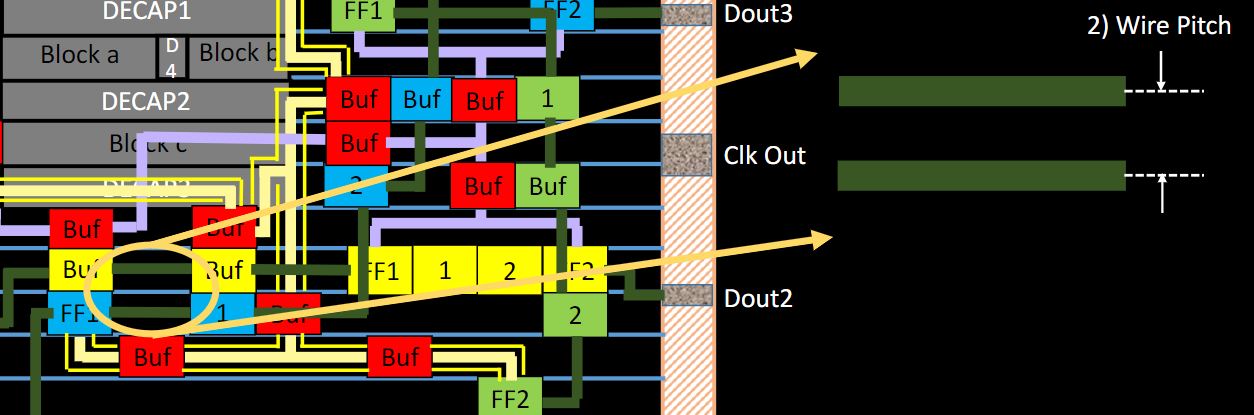 DECAP1
FF1
FF2
Dout3
2) Wire Pitch
Block a
D
4
Block b
DECAP2
Buf
Buf
Buf
1
Block c
Buf
Clk Out
DECAP3
2
Buf
Buf
Buf
Buf
Buf
Buf
FF1
1
2
FF2
Dout2
FF1
1
Buf
2
Buf
Buf
FF2